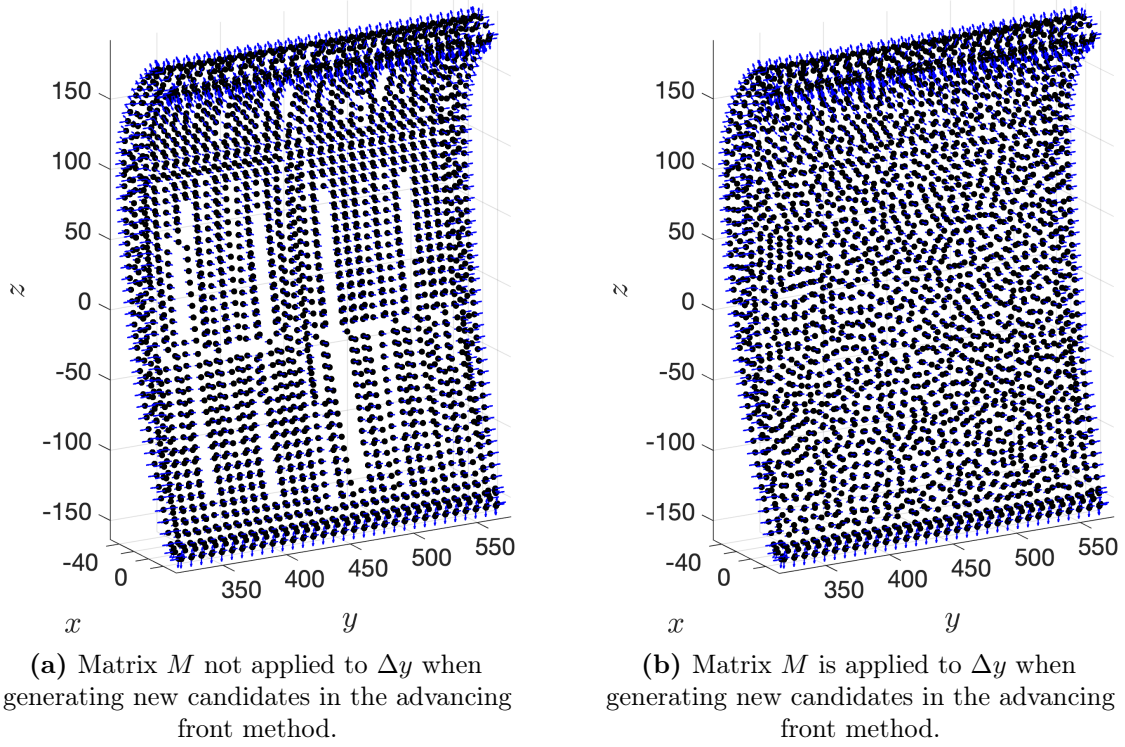 150
100
50
0
-50
-100
-150
z
-40
0
x
350
400
450
500
550
y
150
100
50
0
-50
-100
-150
z
-40
0
x
350
400
450
500
550
y
(a) Matrix M not applied to Δy when
generating new candidates in the advancing
front method.
(b) Matrix M is applied to Δy when
generating new candidates in the advancing
front method.